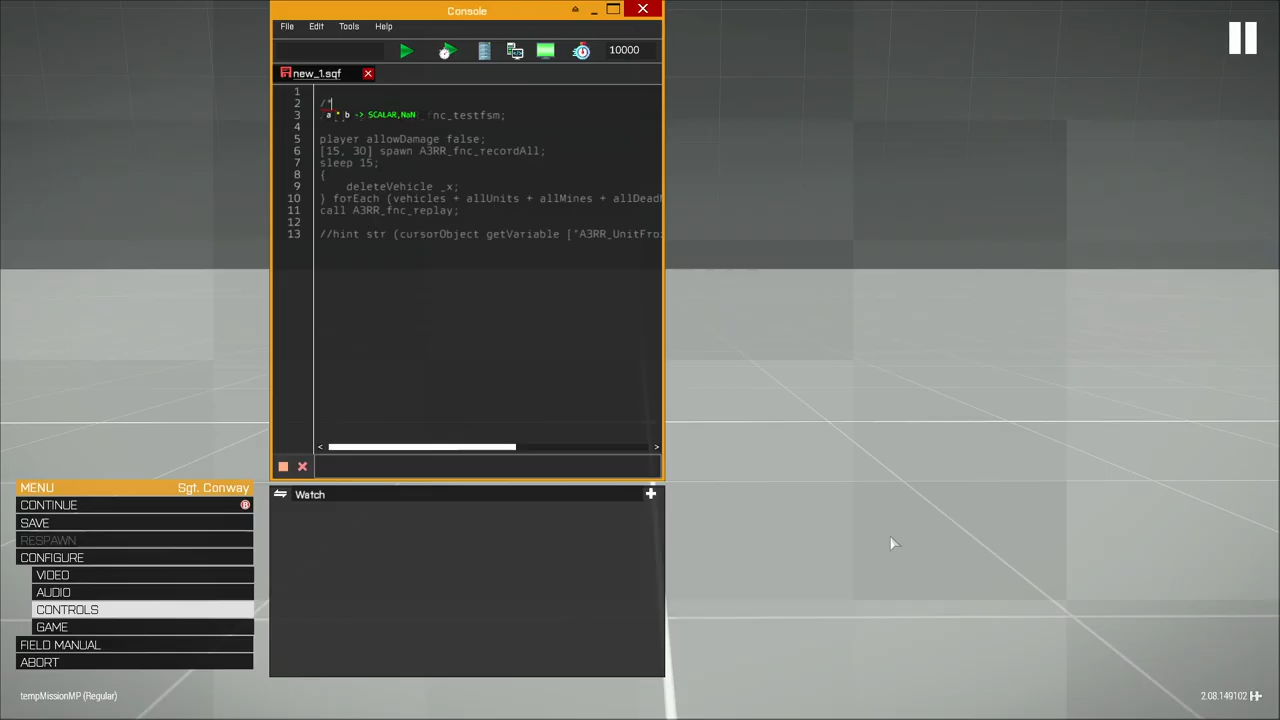 Console
File Edit Tools Help
10000
new_1.sqf
1
2 /*
3 a * b -> SCALAR,NaN _fnc_testfsm;
4
5 player allowDamage false;
6 [15, 30] spawn A3RR_fnc_recordAll;
7 sleep 15;
8 {
9 deleteVehicle _x;
10 } forEach (vehicles + allUnits + allMines + allDead
11 call A3RR_fnc_replay;
12
13 //hint str (cursorObject getVariable ["A3RR_UnitFro
Watch
MENU Sgt. Conway
CONTINUE
SAVE
RESPAWN
CONFIGURE
VIDEO
AUDIO
CONTROLS
GAME
FIELD MANUAL
ABORT
tempMissionMP (Regular)
2.08.149102